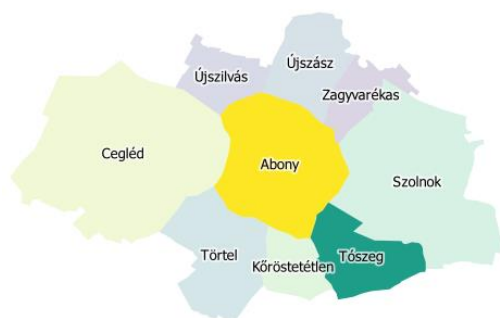 Újszász
Újszilvás
Zagyvarékas
Cegléd
Abony
Szolnok
Törtel
Tószeg
Kőröstetétlen